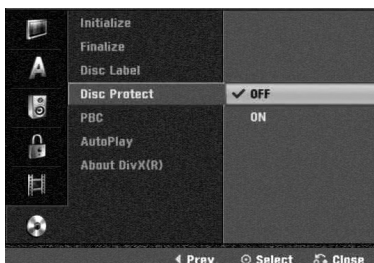 Initialize
Finalize
A
Disc Label
Disc Protect
✓ OFF
ON
PBC
AutoPlay
About DivX(R)
Prev.
Select
Close